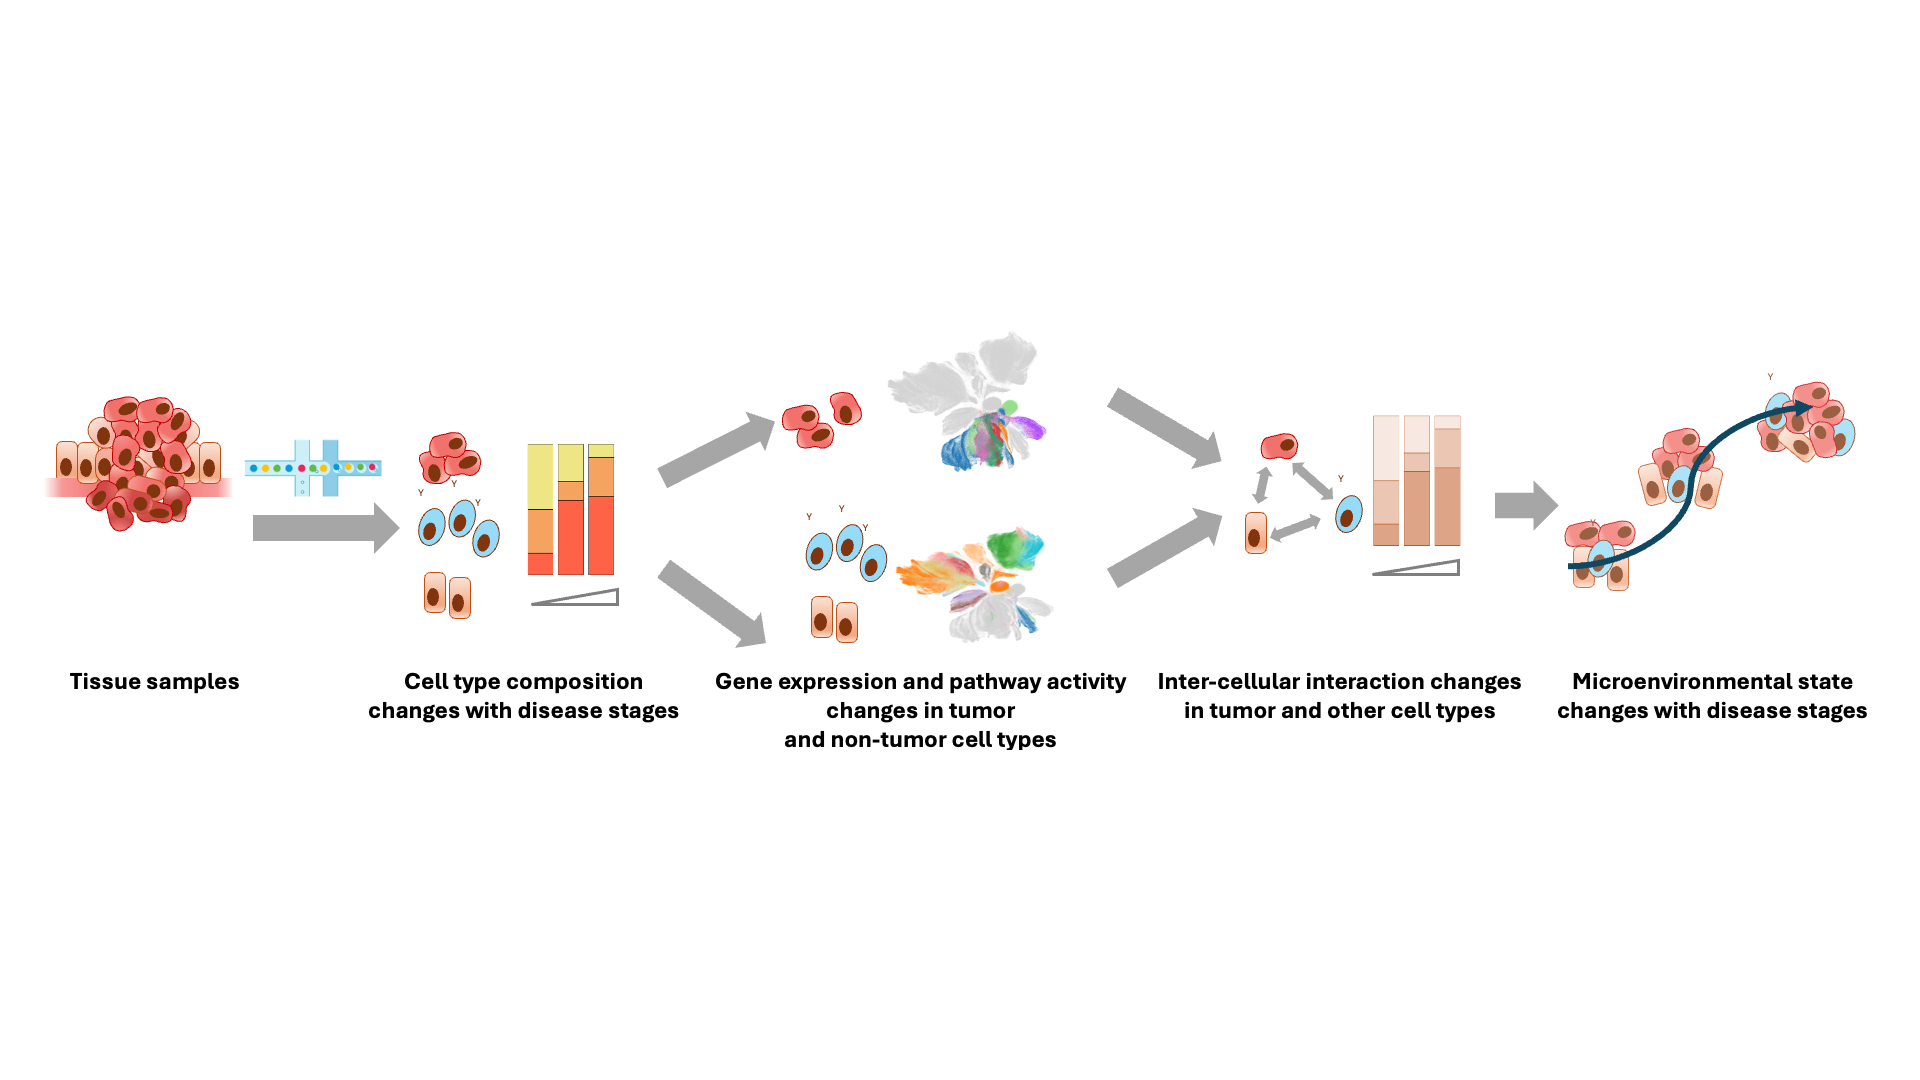 Tissue samples
Cell type composition
changes with disease stages
Gene expression and pathway activity
changes in tumor
and non-tumor cell types
Inter-cellular interaction changes
in tumor and other cell types
Microenvironmental state
changes with disease stages